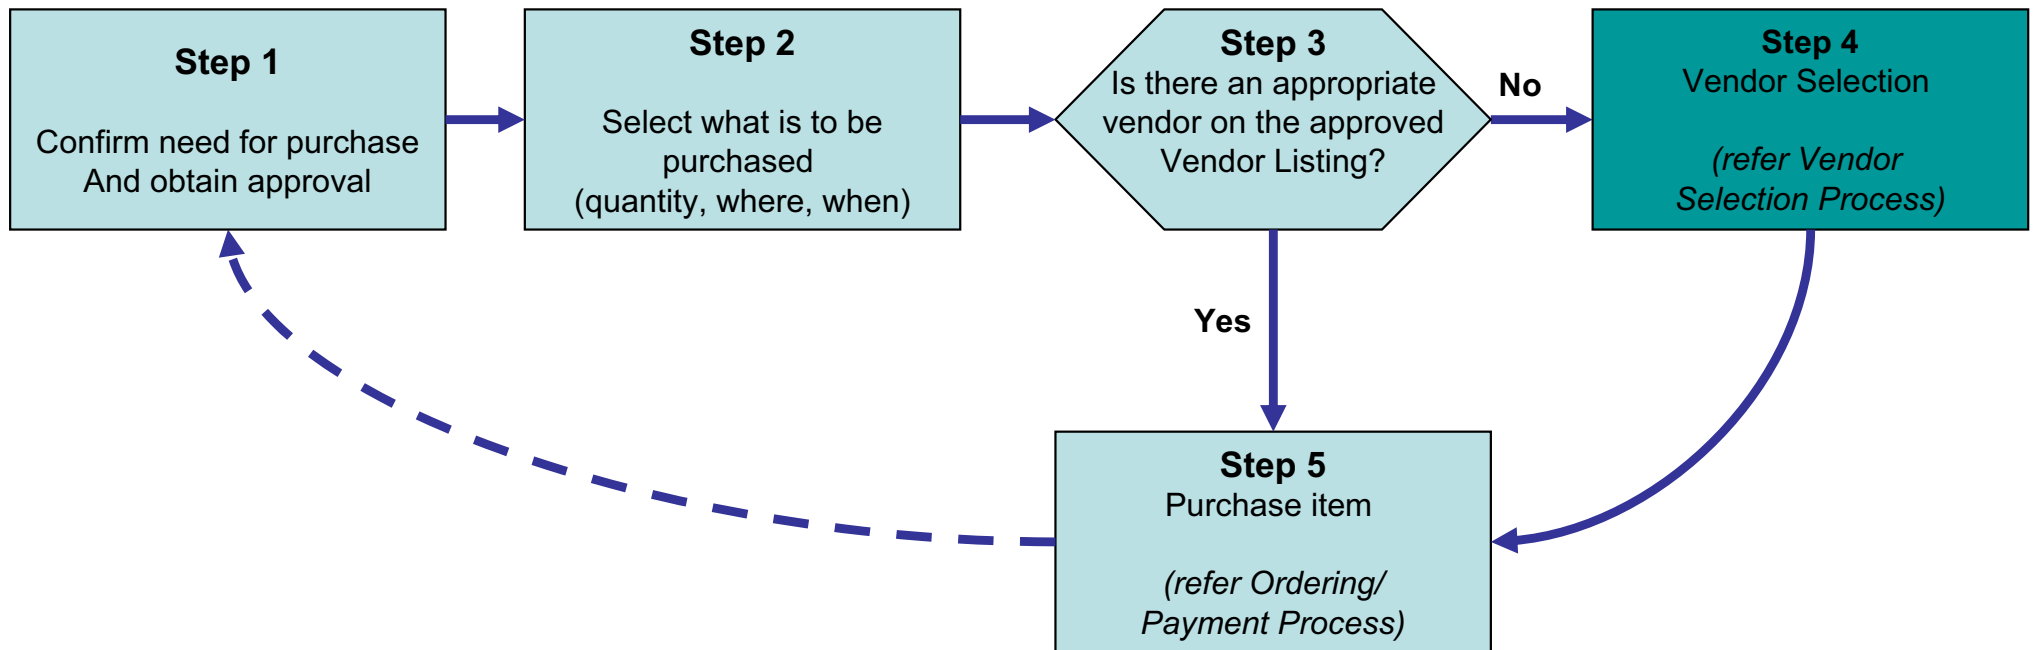 Step 1
Confirm need for purchase
And obtain approval
Step 2
Select what is to be
purchased
(quantity, where, when)
Step 3
Is there an appropriate
vendor on the approved
Vendor Listing?
No
Step 4
Vendor Selection
(refer Vendor
Selection Process)
Yes
Step 5
Purchase item
(refer Ordering/
Payment Process)